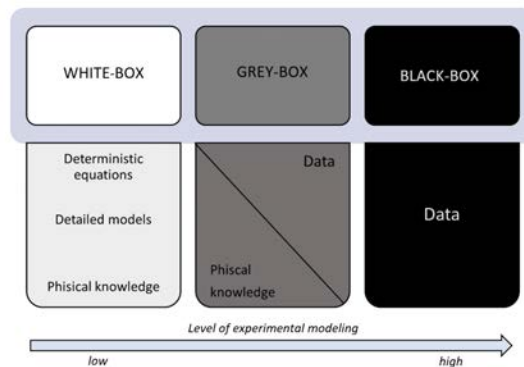 WHITE-BOX
GREY-BOX
BLACK-BOX
Deterministic
equations
Detailed models
Phisical knowledge
Data
Phiscal
knowledge
Data
Level of experimental modeling
low
high